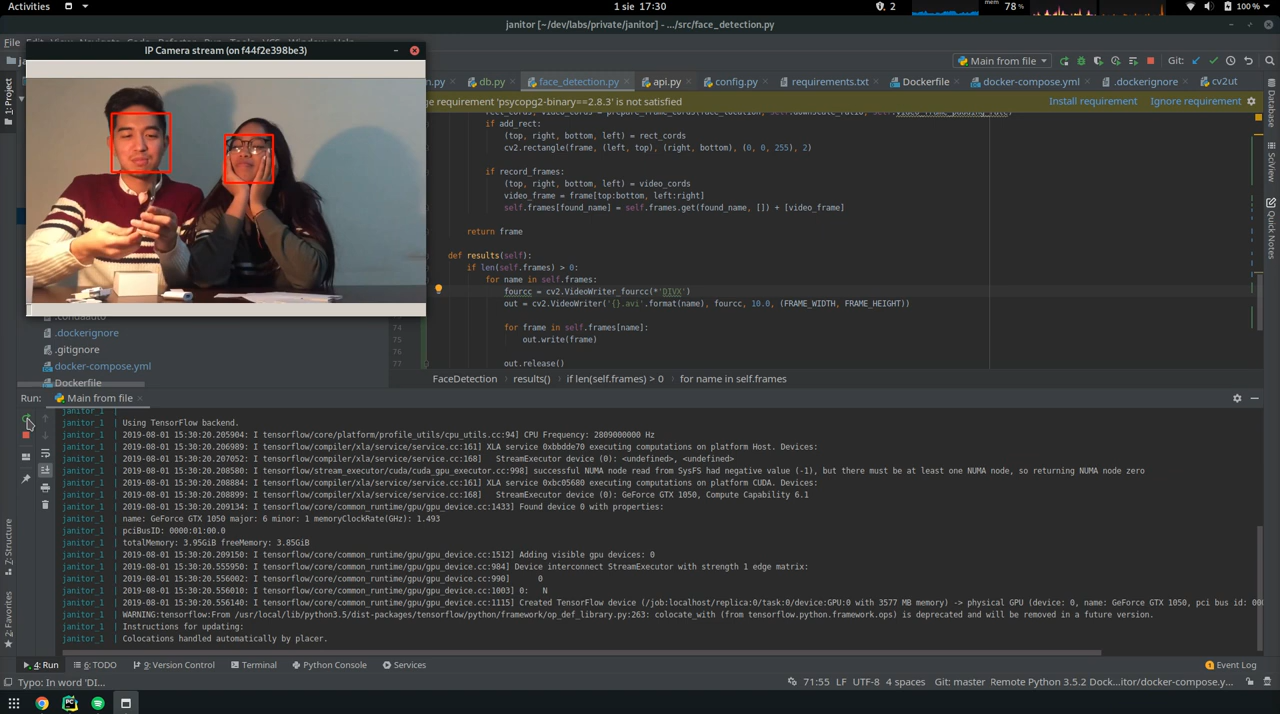 Activities
1 sie 17:30
2
mem 78 %
100 %
janitor [~/dev/labs/private/janitor] - .../src/face_detection.py
File
IP Camera stream (on f44f2e398be3)
Main from file
Git:
n.py
db.py
face_detection.py
api.py
config.py
requirements.txt
Dockerfile
docker-compose.yml
.dockerignore
cv2ut
ge requirement 'psycopg2-binary==2.8.3' is not satisfied
Install requirement
Ignore requirement
if add_rect:
(top, right, bottom, left) = rect_cords
cv2.rectangle(frame, (left, top), (right, bottom), (0, 0, 255), 2)
if record_frames:
(top, right, bottom, left) = video_cords
video_frame = frame[top:bottom, left:right]
self.frames[found_name] = self.frames.get(found_name, []) + [video_frame]
return frame
def results(self):
if len(self.frames) > 0:
for name in self.frames:
fourcc = cv2.VideoWriter_fourcc(*'DIVX')
out = cv2.VideoWriter('{}.avi'.format(name), fourcc, 10.0, (FRAME_WIDTH, FRAME_HEIGHT))
74 for frame in self.frames[name]:
75 out.write(frame)
76
77 out.release()
1: Project
Database
SciView
Quick Notes
.dockerignore
.gitignore
docker-compose.yml
Dockerfile
FaceDetection
results()
if len(self.frames) > 0
for name in self.frames
Run: Main from file
janitor_1 |
janitor_1 | Using TensorFlow backend.
janitor_1 | 2019-08-01 15:30:20.205904: I tensorflow/core/platform/profile_utils/cpu_utils.cc:94] CPU Frequency: 2809000000 Hz
janitor_1 | 2019-08-01 15:30:20.206989: I tensorflow/compiler/xla/service/service.cc:161] XLA service 0xbbdde70 executing computations on platform Host. Devices:
janitor_1 | 2019-08-01 15:30:20.207052: I tensorflow/compiler/xla/service/service.cc:168] StreamExecutor device (0): <undefined>, <undefined>
janitor_1 | 2019-08-01 15:30:20.208580: I tensorflow/stream_executor/cuda/cuda_gpu_executor.cc:998] successful NUMA node read from SysFS had negative value (-1), but there must be at least one NUMA node, so returning NUMA node zero
janitor_1 | 2019-08-01 15:30:20.208884: I tensorflow/compiler/xla/service/service.cc:161] XLA service 0xbc05680 executing computations on platform CUDA. Devices:
janitor_1 | 2019-08-01 15:30:20.208899: I tensorflow/compiler/xla/service/service.cc:168] StreamExecutor device (0): GeForce GTX 1050, Compute Capability 6.1
janitor_1 | 2019-08-01 15:30:20.209134: I tensorflow/core/common_runtime/gpu/gpu_device.cc:1433] Found device 0 with properties:
janitor_1 | name: GeForce GTX 1050 major: 6 minor: 1 memoryClockRate(GHz): 1.493
janitor_1 | pciBusID: 0000:01:00.0
janitor_1 | totalMemory: 3.95GiB freeMemory: 3.85GiB
janitor_1 | 2019-08-01 15:30:20.209150: I tensorflow/core/common_runtime/gpu/gpu_device.cc:1512] Adding visible gpu devices: 0
janitor_1 | 2019-08-01 15:30:20.555950: I tensorflow/core/common_runtime/gpu/gpu_device.cc:984] Device interconnect StreamExecutor with strength 1 edge matrix:
janitor_1 | 2019-08-01 15:30:20.556002: I tensorflow/core/common_runtime/gpu/gpu_device.cc:990] 0
janitor_1 | 2019-08-01 15:30:20.556010: I tensorflow/core/common_runtime/gpu/gpu_device.cc:1003] 0: N
janitor_1 | 2019-08-01 15:30:20.556140: I tensorflow/core/common_runtime/gpu/gpu_device.cc:1115] Created TensorFlow device (/job:localhost/replica:0/task:0/device:GPU:0 with 3577 MB memory) -> physical GPU (device: 0, name: GeForce GTX 1050, pci bus id: 000
janitor_1 | WARNING:tensorflow:From /usr/local/lib/python3.5/dist-packages/tensorflow/python/framework/op_def_library.py:263: colocate_with (from tensorflow.python.framework.ops) is deprecated and will be removed in a future version.
janitor_1 | Instructions for updating:
janitor_1 | Colocations handled automatically by placer.
7: Structure
2: Favorites
4: Run
6: TODO
9: Version Control
Terminal
Python Console
Services
1 Event Log
Typo: In word 'DI...
71:55 LF UTF-8 4 spaces Git: master Remote Python 3.5.2 Dock...itor/docker-compose.y...